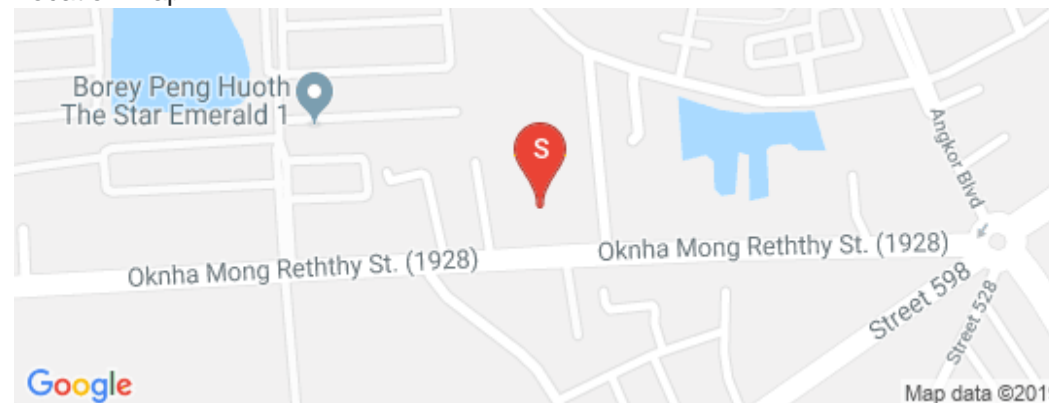 Borey Peng Huoth
The Star Emerald 1
S
Angkor Blvd
Oknha Mong Reththy St. (1928)
Oknha Mong Reththy St. (1928)
Street 598
Street 528
Google
Map data ©2019